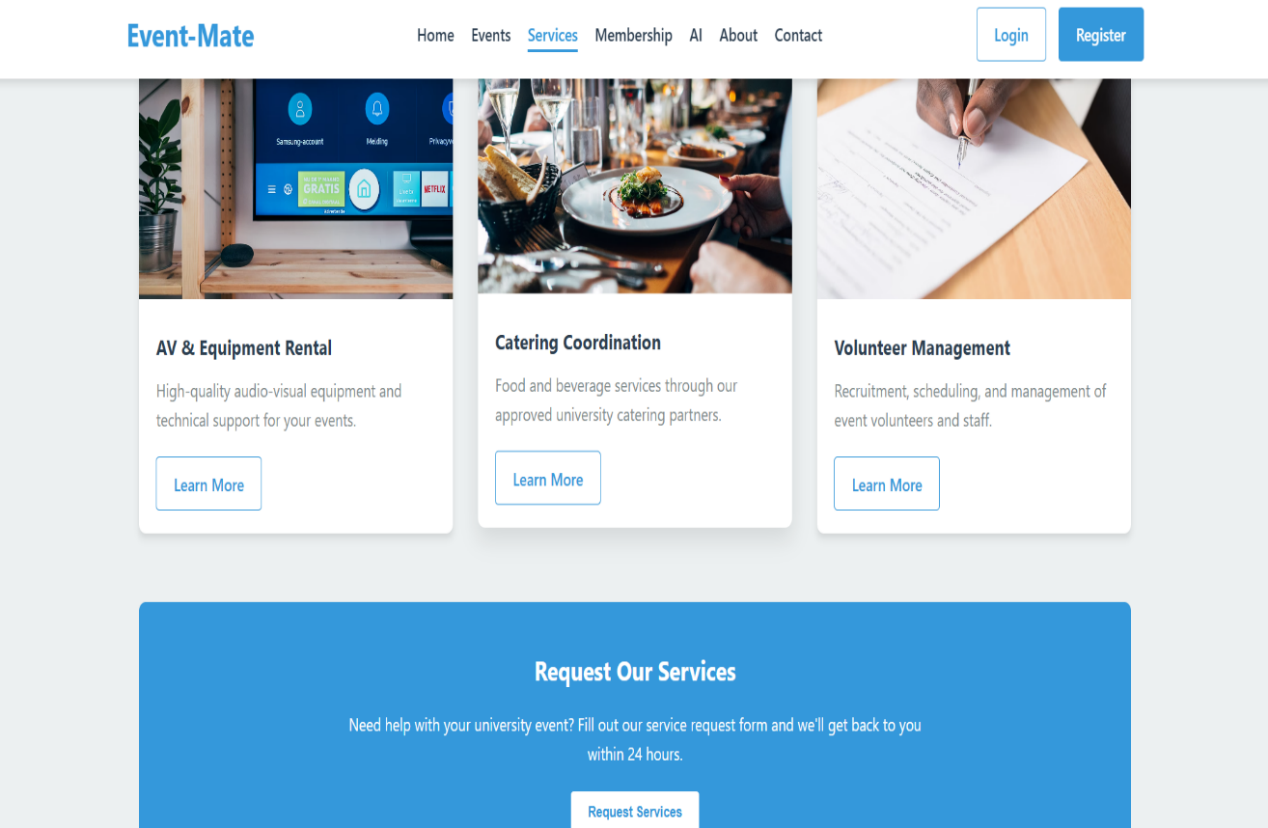 Event-Mate
Home Events Services Membership AI About Contact
Login
Register
Samsung-account
Melding
GRATIS
NETFLIX
AV & Equipment Rental
High-quality audio-visual equipment and
technical support for your events.
Learn More
Catering Coordination
Food and beverage services through our
approved university catering partners.
Learn More
Volunteer Management
Recruitment, scheduling, and management of
event volunteers and staff.
Learn More
Request Our Services
Need help with your university event? Fill out our service request form and we'll get back to you
within 24 hours.
Request Services